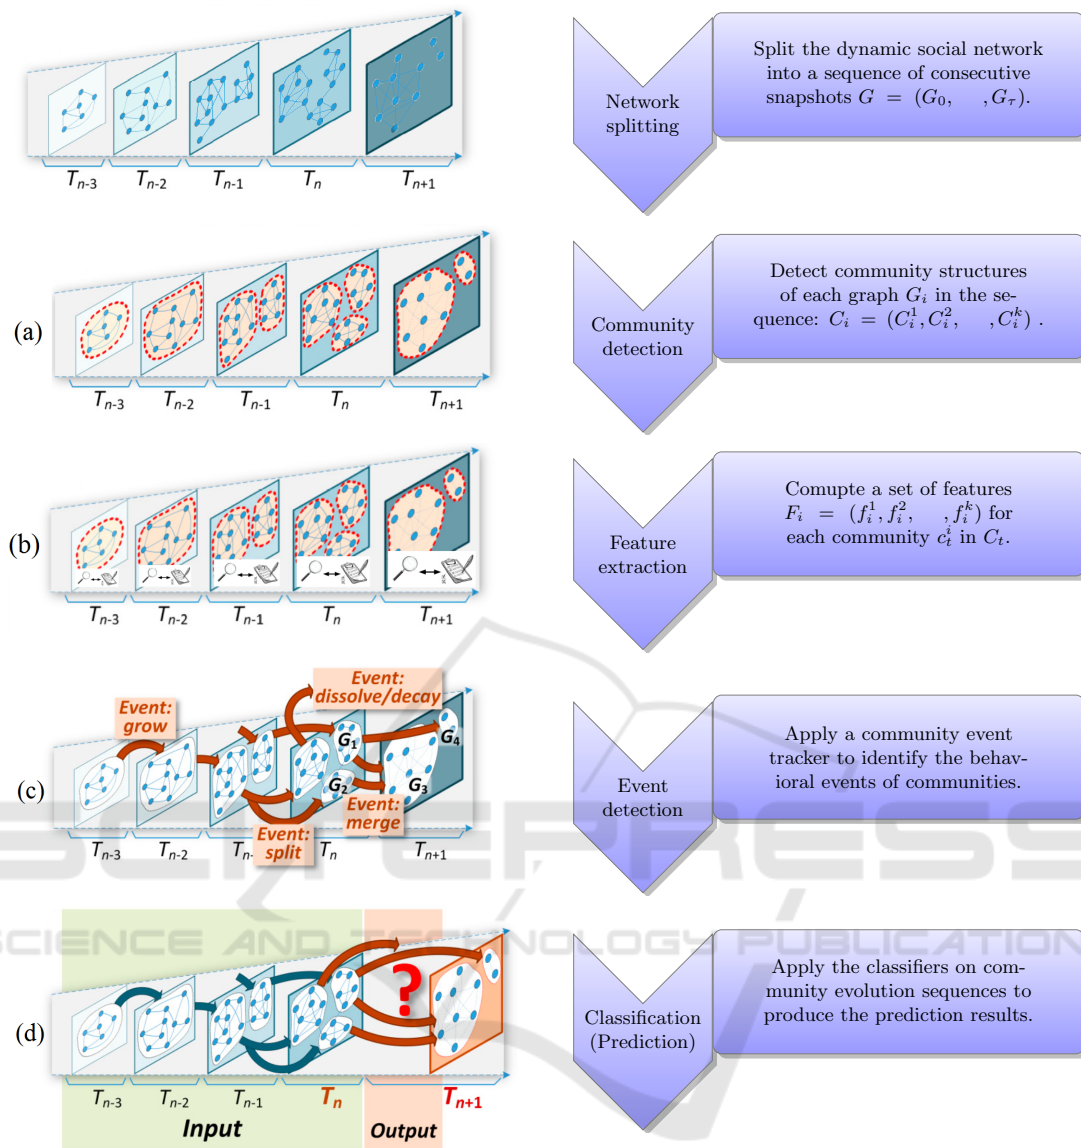 T_{n-3} T_{n-2} T_{n-1} T_n T_{n+1}
Network
splitting
Split the dynamic social network
into a sequence of consecutive
snapshots G = (G_0,   , G_τ).
(a)
T_{n-3} T_{n-2} T_{n-1} T_n T_{n+1}
Community
detection
Detect community structures
of each graph G_i in the se-
quence: C_i = (C_i^1, C_i^2,   , C_i^k) .
(b)
T_{n-3} T_{n-2} T_{n-1} T_n T_{n+1}
Feature
extraction
Comupte a set of features
F_i = (f_i^1, f_i^2,   , f_i^k) for
each community c_t^i in C_t.
(c)
Event:
grow
Event:
dissolve/decay
G_1
G_2
G_3
G_4
Event:
merge
Event:
split
T_{n-3} T_{n-2} T_{n-} T_n T_{n+1}
Event
detection
Apply a community event
tracker to identify the behav-
ioral events of communities.
SCITEPRESS
SCIENCE AND TECHNOLOGY PUBLICATIONS
(d)
?
T_{n-3} T_{n-2} T_{n-1} T_n T_{n+1}
Input Output
Classification
(Prediction)
Apply the classifiers on com-
munity evolution sequences to
produce the prediction results.